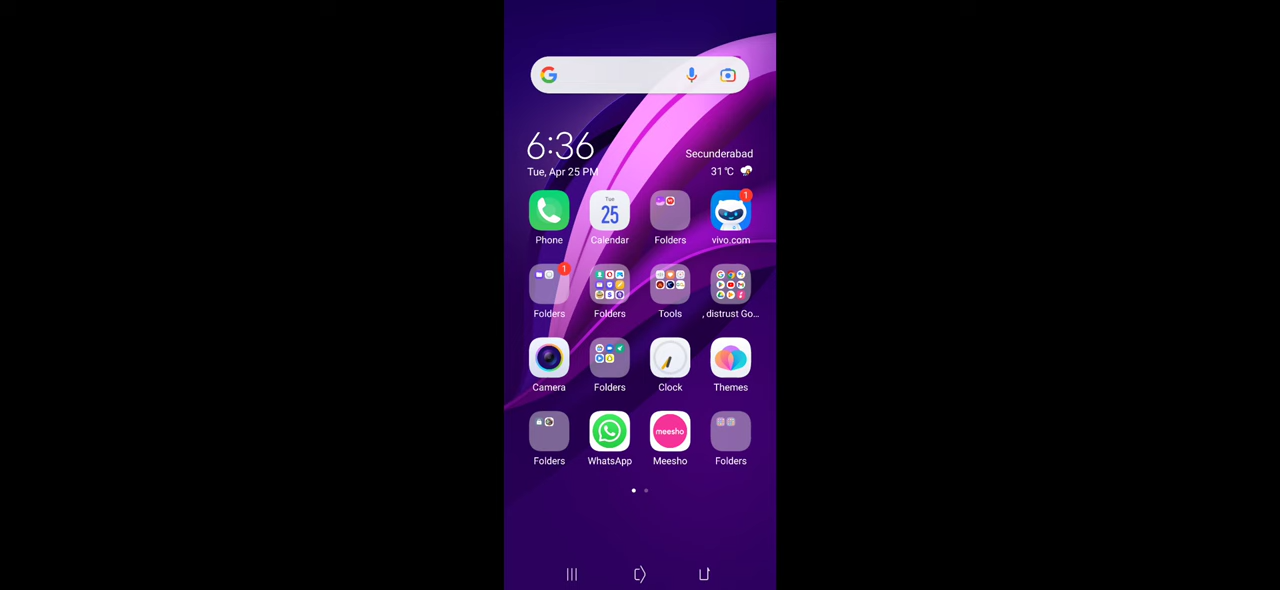 6:36
Secunderabad
Tue, Apr 25 PM
31°C
Tue
25
1
Phone
Calendar
Folders
vivo.com
1
Folders
Folders
Tools
, distrust Go...
Camera
Folders
Clock
Themes
meesho
Folders
WhatsApp
Meesho
Folders